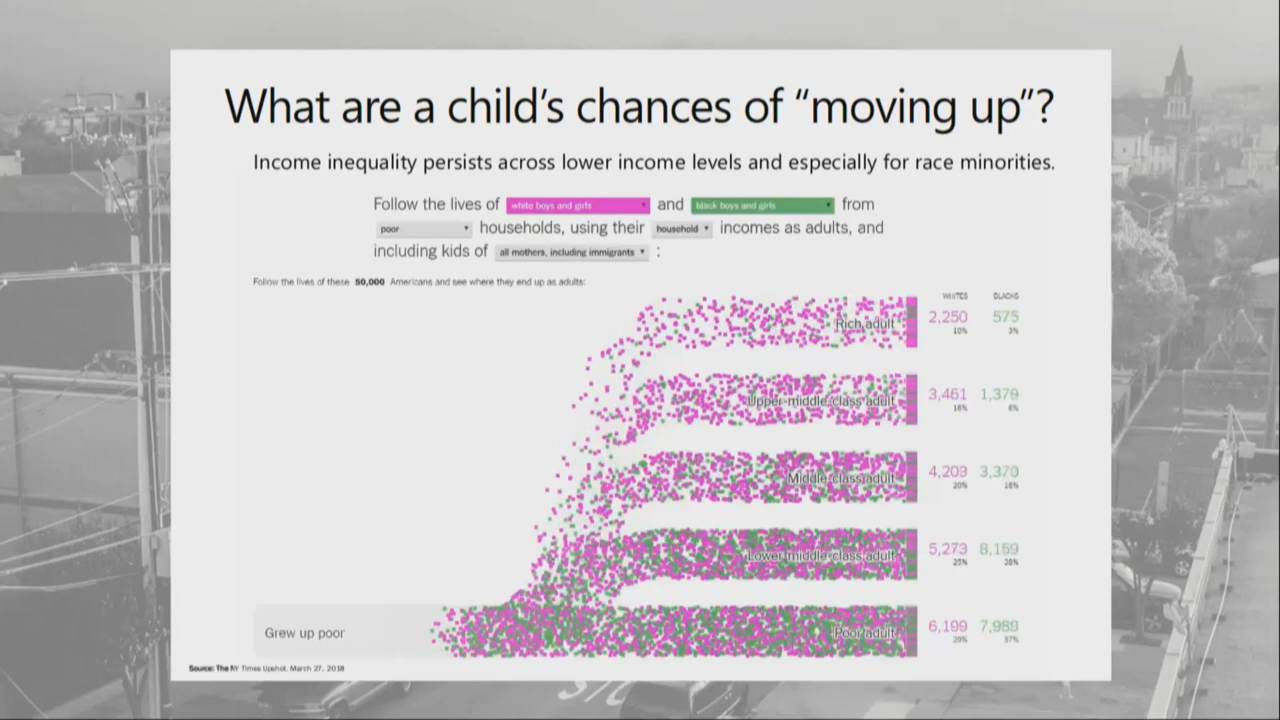 What are a child's chances of “moving up”?
Income inequality persists across lower income levels and especially for race minorities.
Follow the lives of white boys and girls and black boys and girls from
poor households, using their household incomes as adults, and
including kids of all mothers, including immigrants :
Follow the lives of these 50,000 Americans and see where they end up as adults:
WHITES BLACKS
Rich adult 2,250 575
10% 3%
Upper-middle-class adult 3,461 1,379
16% 6%
Middle-class adult 4,203 3,370
20% 16%
Lower-middle-class adult 5,273 8,159
25%
Grew up poor Poor adult 6,199 7,989
29% 37%
Source: The NY Times Upshot. March 27, 2018